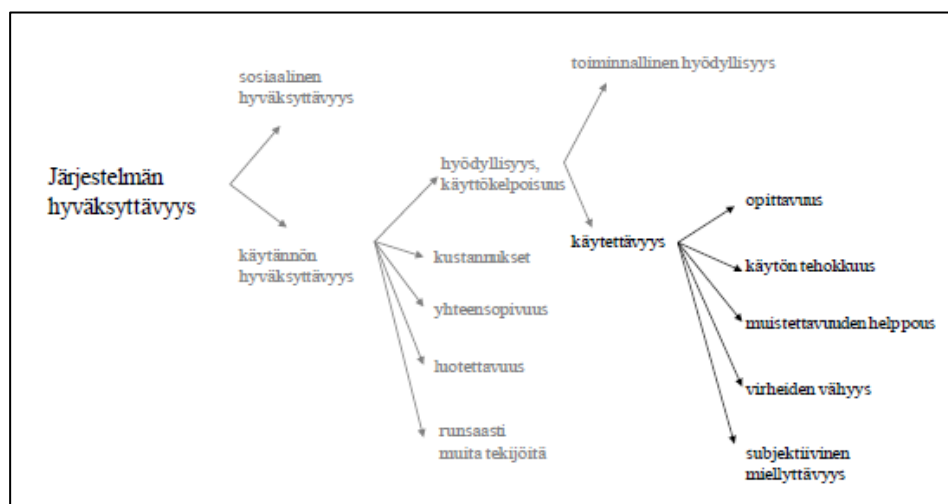 Järjestelmän
hyväksyttävyys
sosiaalinen
hyväksyttävyys
käytännön
hyväksyttävyys
hyödyllisyys,
käyttökelpoisuus
kustannukset
yhteensopivuus
luotettavuus
runsaasti
muita tekijöitä
toiminnallinen hyödyllisyys
käytettävyys
opittavuus
käytön tehokkuus
muistettavuuden helppous
virheiden vähyys
subjektiivinen
miellyttävyys